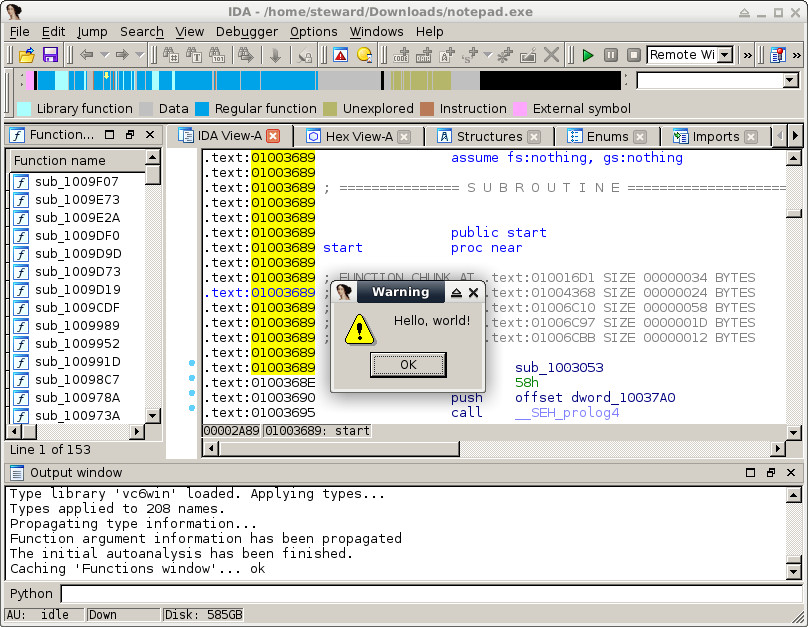 IDA - /home/steward/Downloads/notepad.exe
File Edit Jump Search View Debugger Options Windows Help
Remote Wi
Library function Data Regular function Unexplored Instruction External symbol
Function... IDA View-A Hex View-A Structures Enums Imports
Function name
sub_1009F07
sub_1009E73
sub_1009E2A
sub_1009DF0
sub_1009D9D
sub_1009D73
sub_1009D19
sub_1009CDF
sub_1009989
sub_1009952
sub_100991D
sub_10098C7
sub_100978A
sub_100973A
Line 1 of 153
.text:01003689 assume fs:nothing, gs:nothing
.text:01003689
.text:01003689 ; =============== S U B R O U T I N E ====================
.text:01003689
.text:01003689
.text:01003689 public start
.text:01003689 start proc near
.text:01003689
.text:01003689 ; FUNCTION CHUNK AT .text:010016D1 SIZE 00000034 BYTES
.text:01003689 ; .text:01004368 SIZE 00000024 BYTES
.text:01003689 ; .text:01006C10 SIZE 00000058 BYTES
.text:01003689 ; .text:01006C97 SIZE 0000001D BYTES
.text:01003689 ; .text:01006CBB SIZE 00000012 BYTES
.text:01003689
.text:01003689 sub_1003053
.text:0100368E 58h
.text:01003690 push offset dword_10037A0
.text:01003695 call __SEH_prolog4
00002A89 01003689: start
Warning
Hello, world!
OK
Output window
Type library 'vc6win' loaded. Applying types...
Types applied to 208 names.
Propagating type information...
Function argument information has been propagated
The initial autoanalysis has been finished.
Caching 'Functions window'... ok
Python
AU: idle Down Disk: 585GB